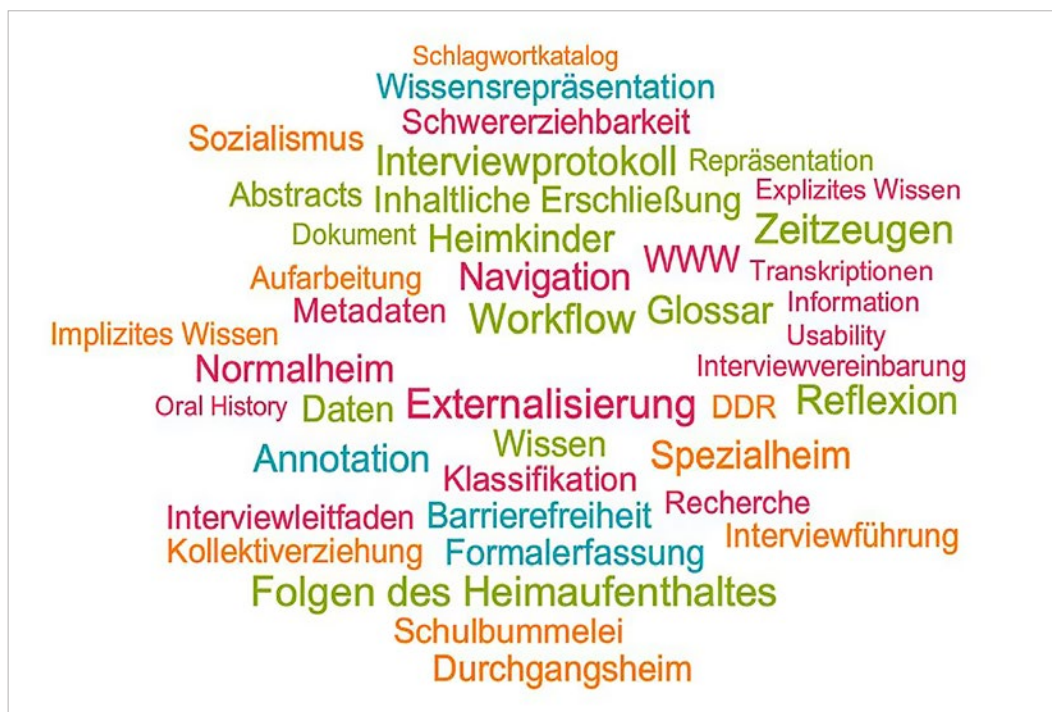 Schlagwortkatalog
Wissensrepräsentation
Schwererziehbarkeit
Sozialismus
Interviewprotokoll
Repräsentation
Abstracts
Inhaltliche Erschließung
Explizites Wissen
Dokument
Heimkinder
Zeitzeugen
Aufarbeitung
Navigation
WWW
Transkriptionen
Metadaten
Workflow
Glossar
Information
Implizites Wissen
Usability
Normalheim
Interviewvereinbarung
Oral History
Daten
Externalisierung
DDR
Reflexion
Wissen
Annotation
Spezialheim
Klassifikation
Recherche
Interviewleitfaden
Barrierefreiheit
Interviewführung
Kollektiverziehung
Formalerfassung
Folgen des Heimaufenthaltes
Schulbummelei
Durchgangsheim